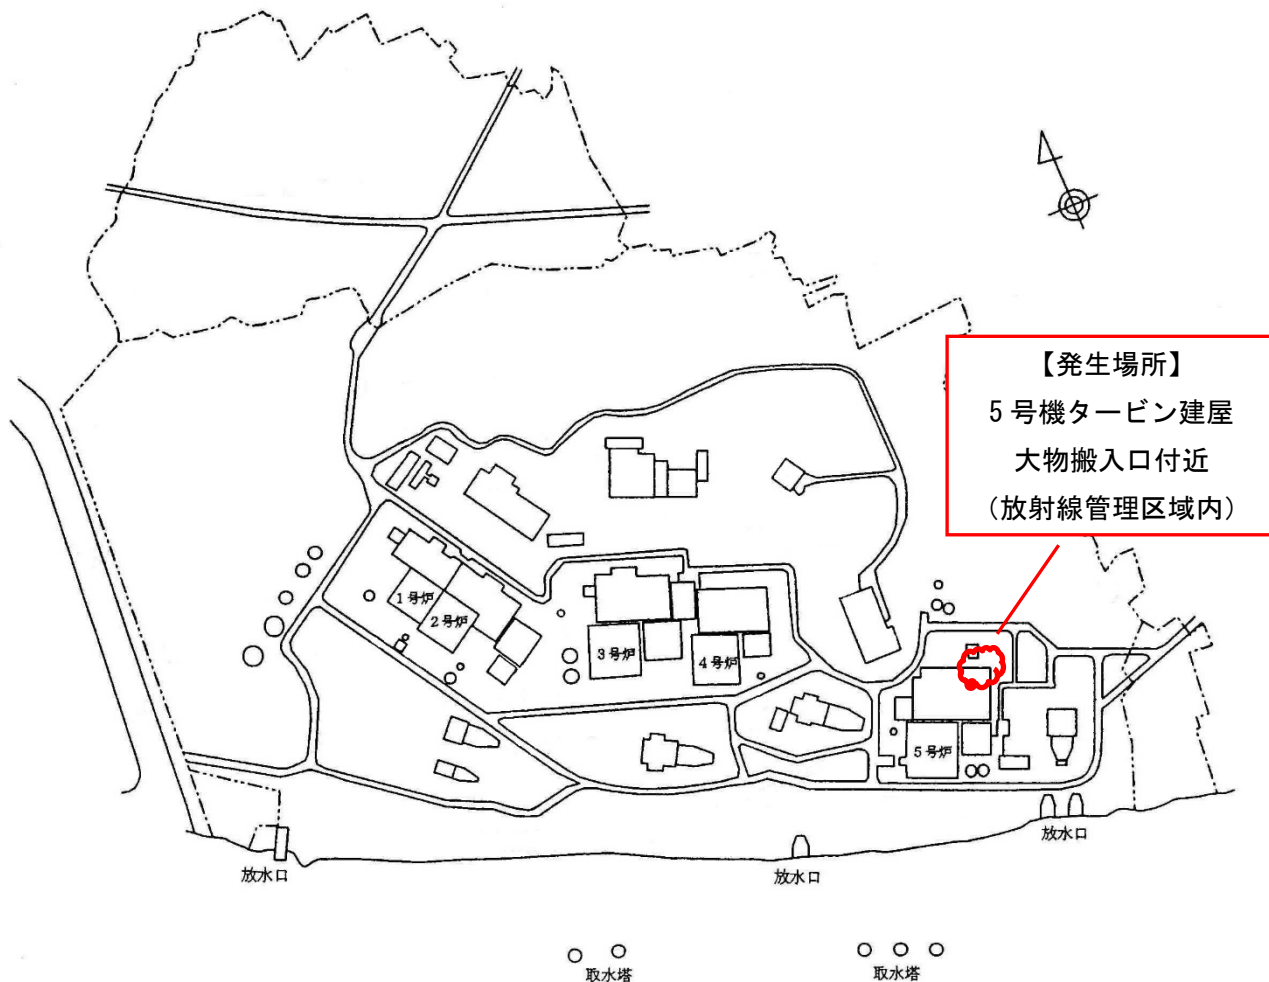 【発生場所】
5号機タービン建屋
大物搬入口付近
（放射線管理区域内）
1号炉
2号炉
3号炉
4号炉
5号炉
放水口
放水口
放水口
取水塔
取水塔